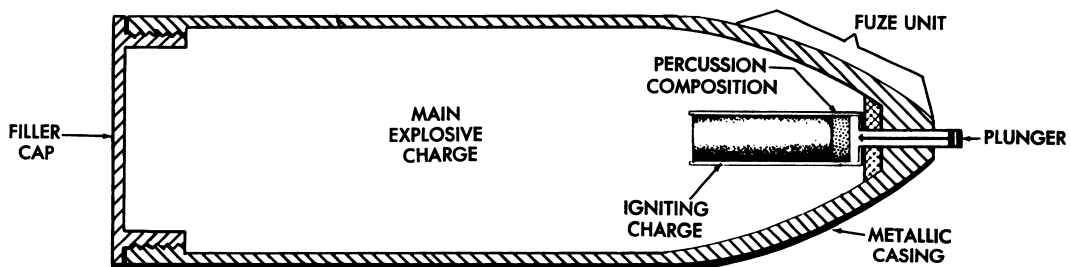 FUZE UNIT
PERCUSSION
COMPOSITION
MAIN
EXPLOSIVE
CHARGE
FILLER
CAP
PLUNGER
IGNITING
CHARGE
METALLIC
CASING